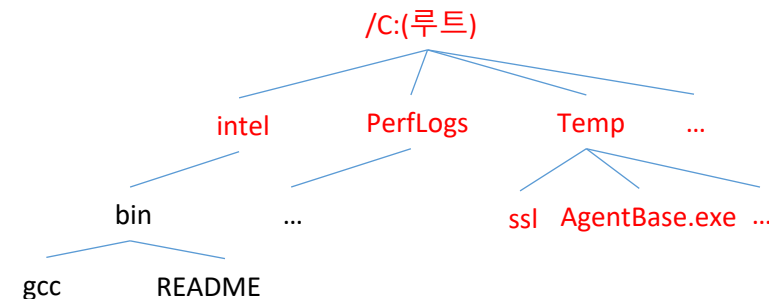 /C:(루트)
intel PerfLogs Temp ...
bin ... ssl AgentBase.exe ...
gcc README